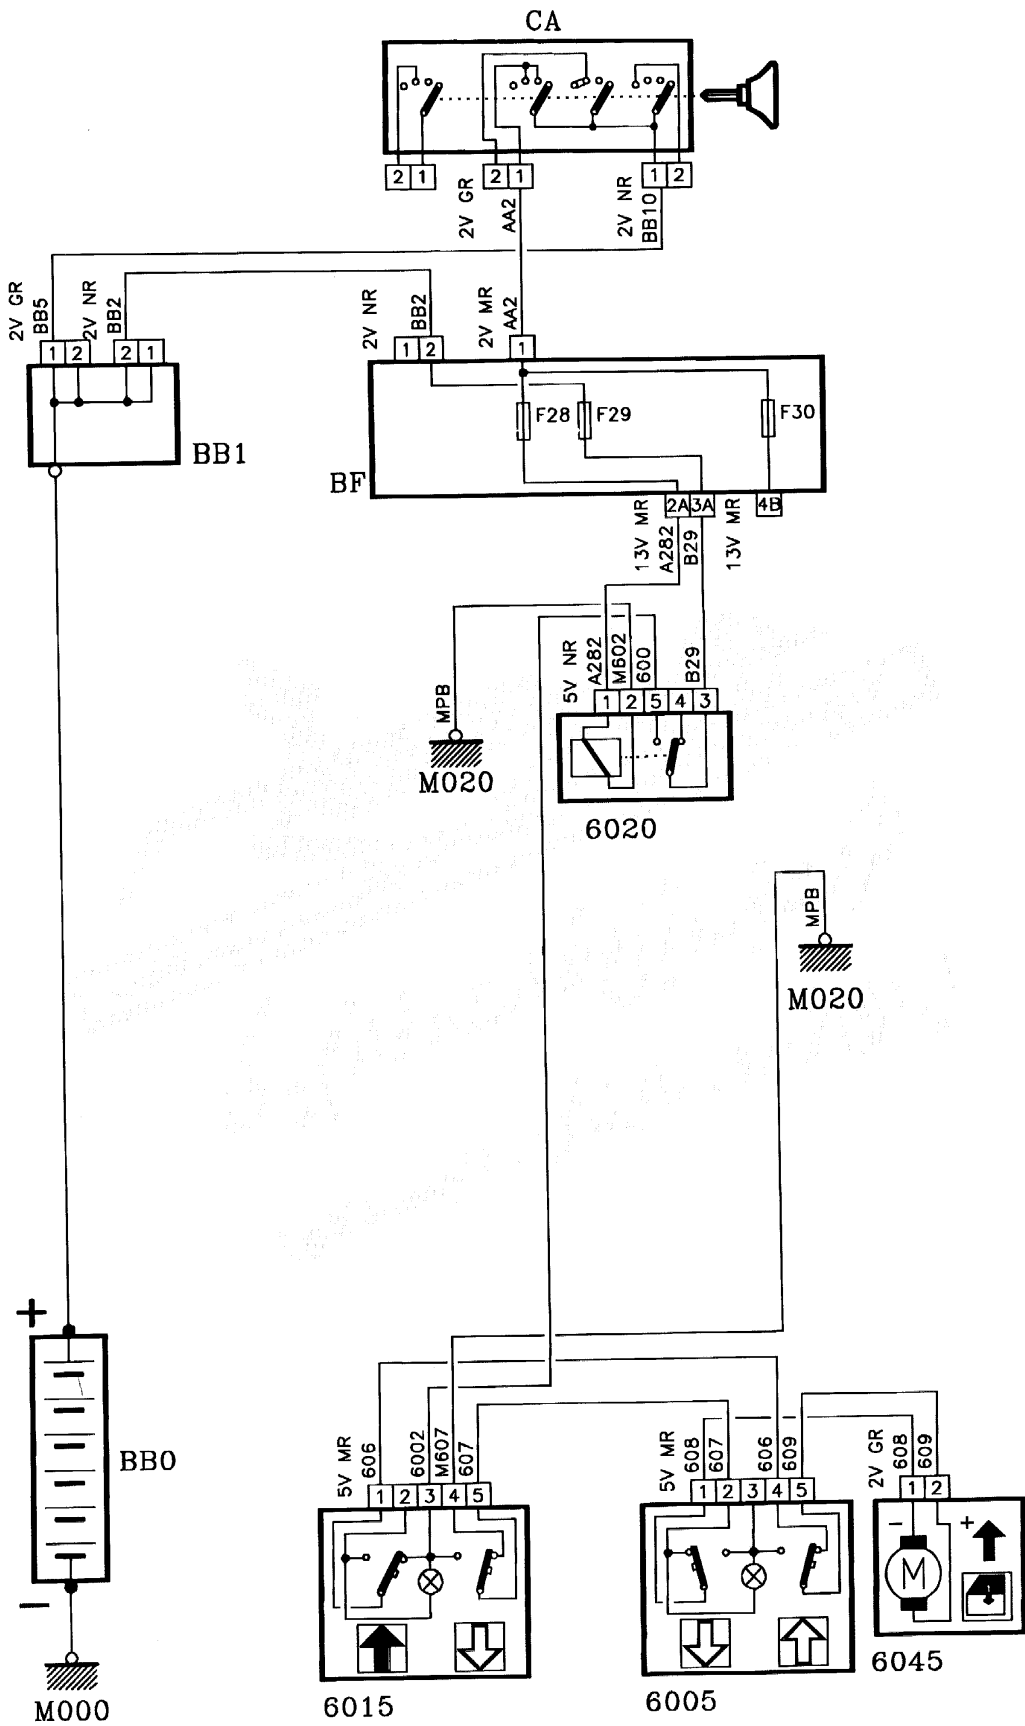 CA
2 1
2 1
1 2
2V GR
AA2
2V NR
BB10
2V GR
BB5
2V NR
BB2
2V NR
BB2
2V MR
AA2
1 2
2 1
1 2
1
F28
F29
F30
BB1
BF
2A 3A
4B
13V MR
A282
B29
13V MR
5V NR
A282
M602
600
B29
MPB
1 2 5 4 3
M020
6020
MPB
M020
+
BB0
−
M000
5V MR
606
6002
M607
607
5V MR
608
607
606
609
2V GR
608
609
1 2 3 4 5
1 2 3 4 5
1 2
− +
M
6015
6005
6045